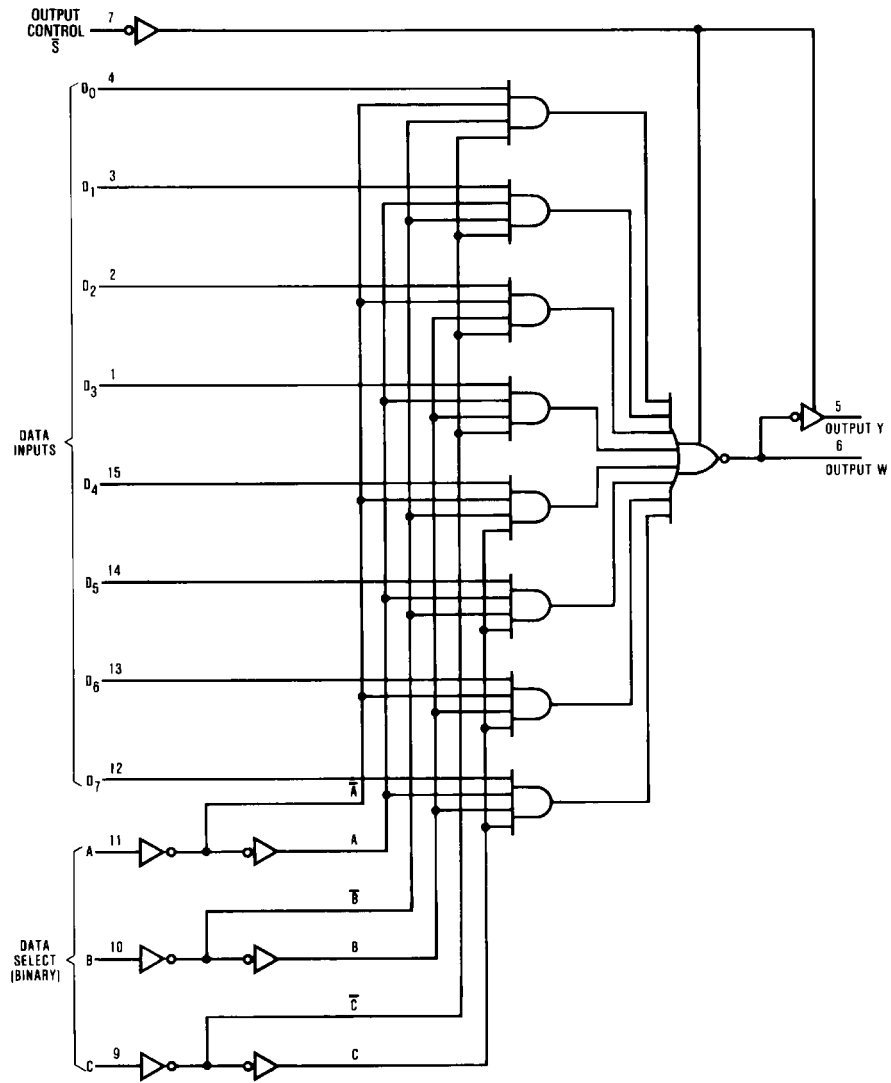 OUTPUT
CONTROL
S̅
7
D0 4
D1 3
D2 2
D3 1
DATA
INPUTS
D4 15
D5 14
D6 13
D7 12
5
OUTPUT Y
6
OUTPUT W
A̅
A 11
A
B̅
DATA
SELECT
(BINARY)
B 10
B
C̅
C 9
C